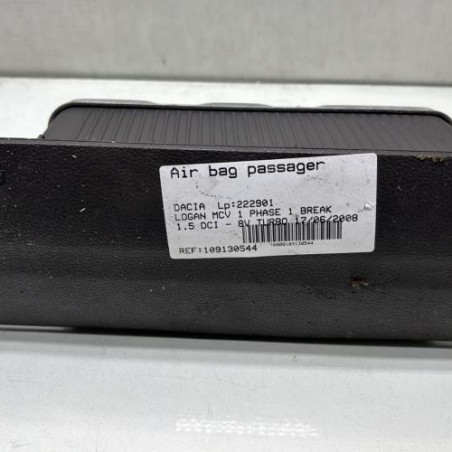 Air bag passager
DACIA Lp:222901
LOGAN MCV 1 PHASE 1 BREAK
1.5 DCI - 8V TURBO 17/06/2009
REF:109130544